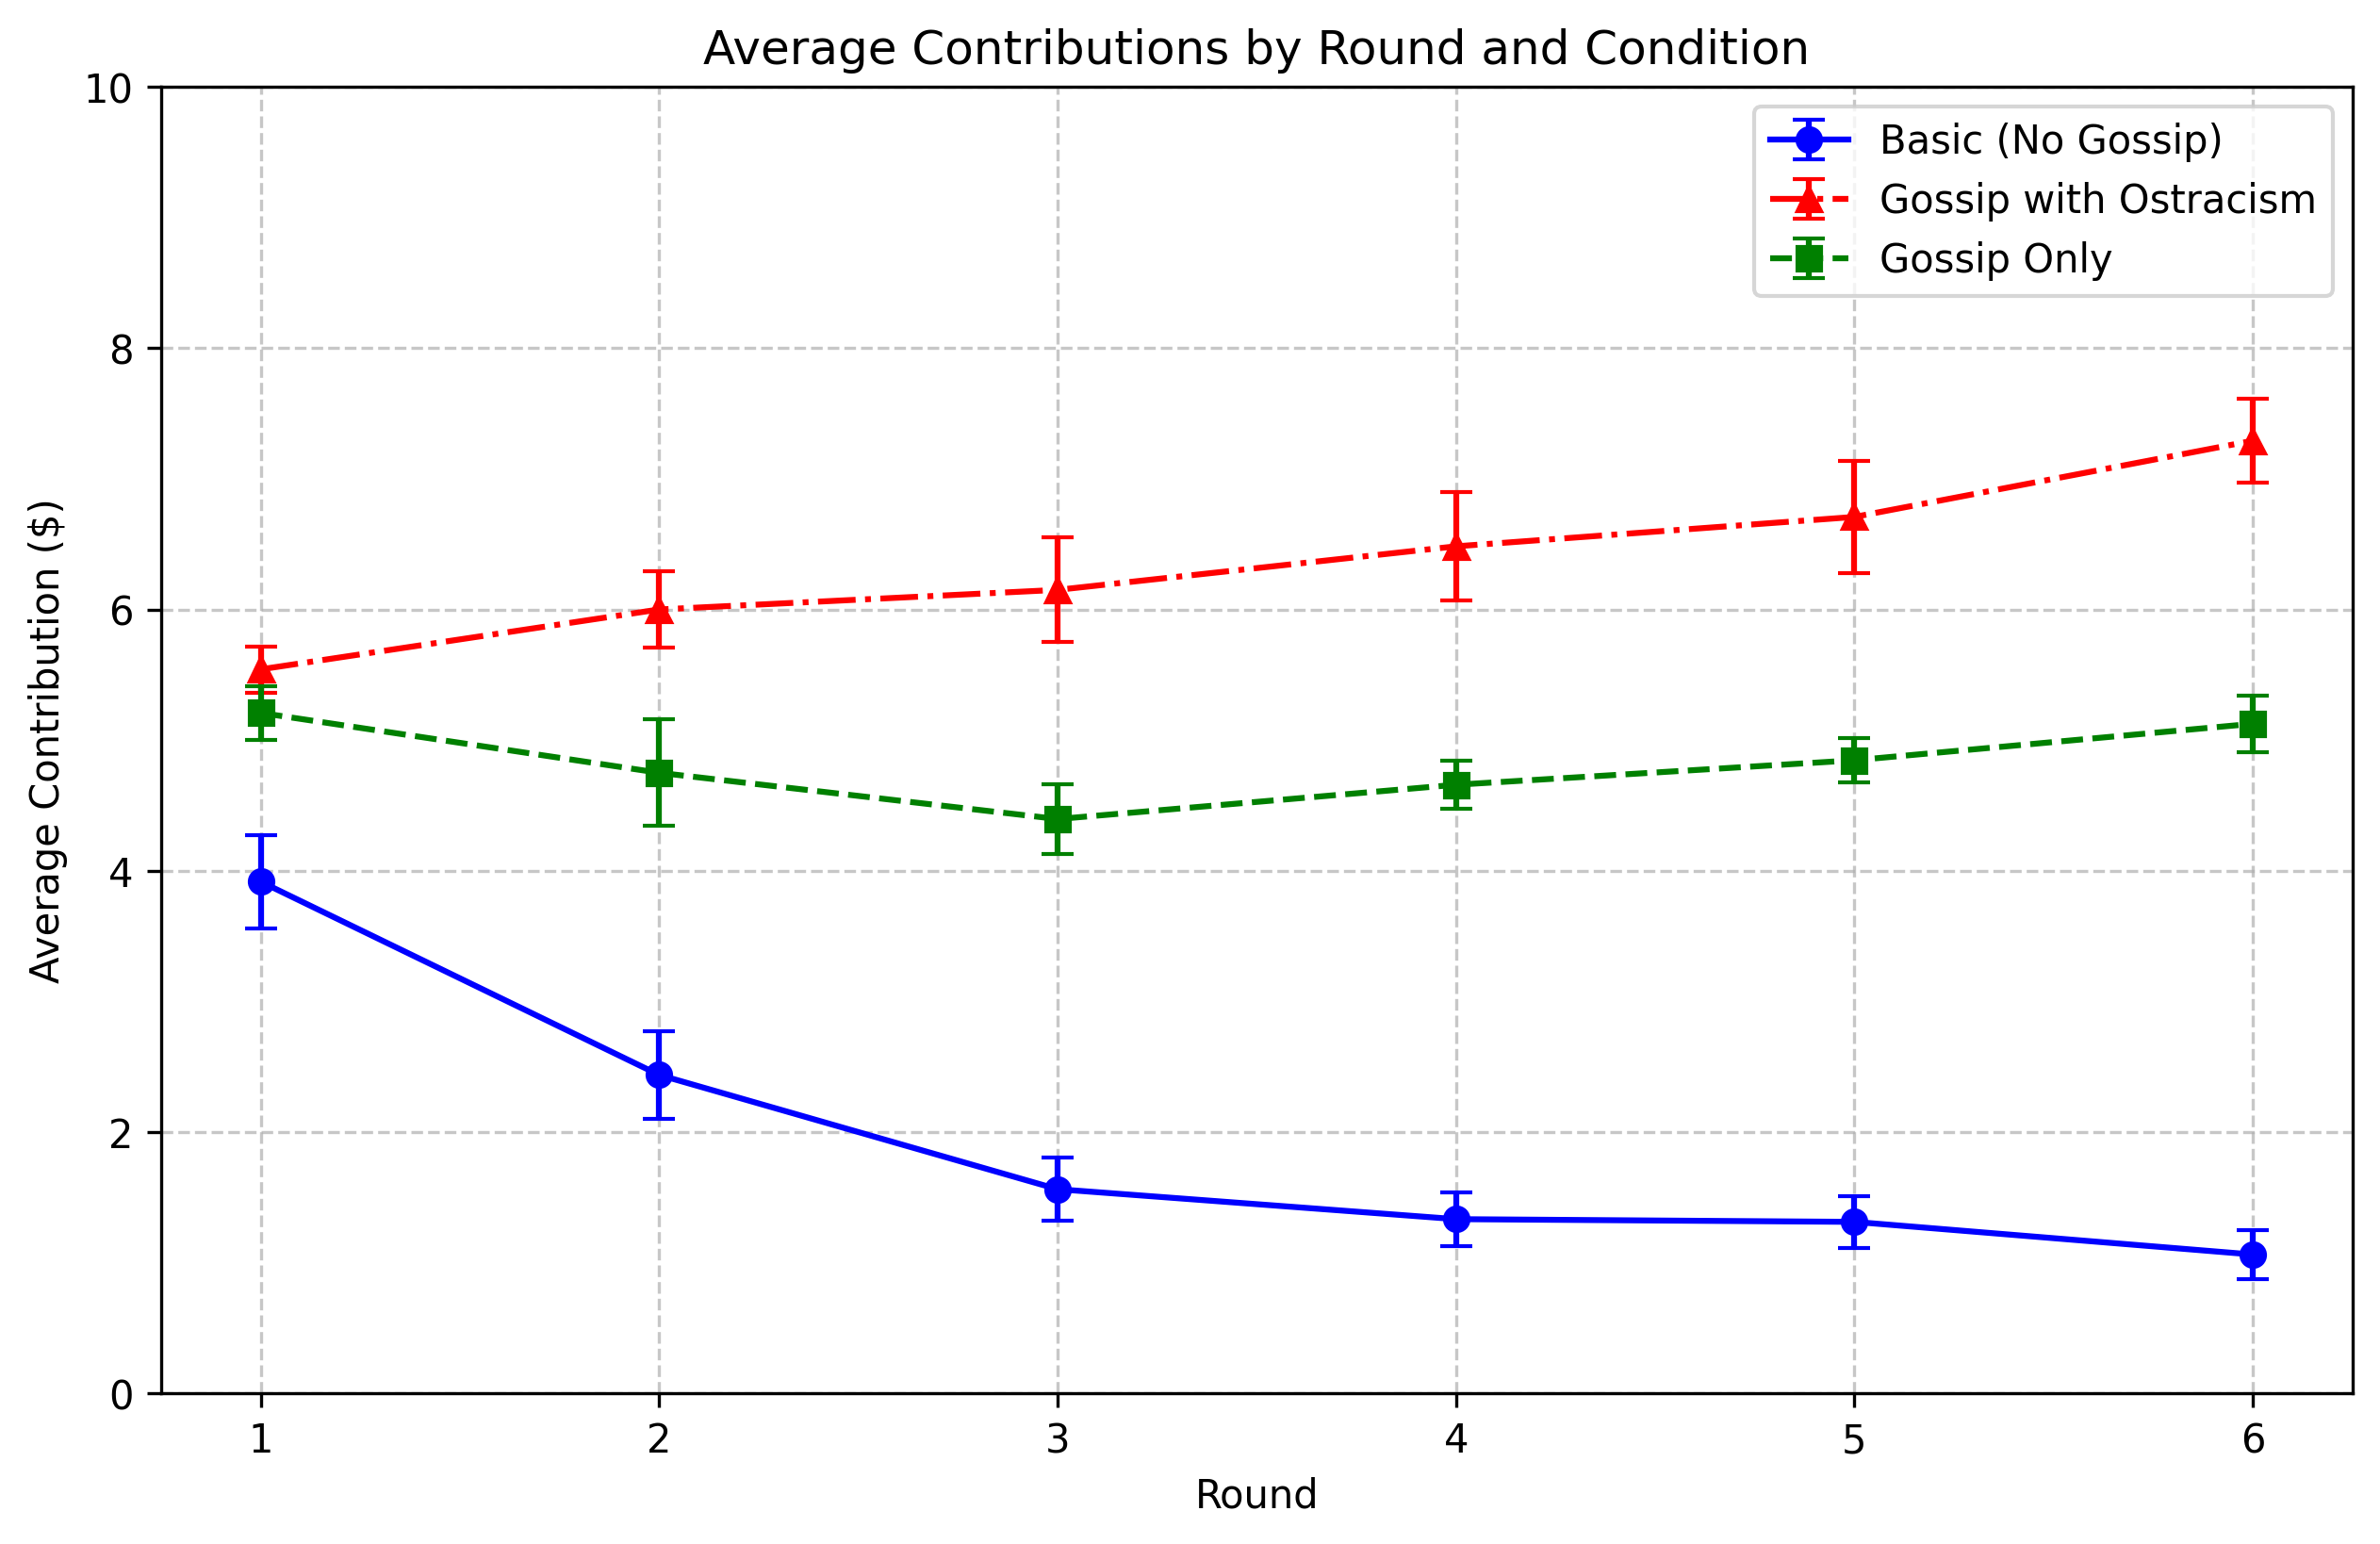 Average Contributions by Round and Condition
10
8
6
4
2
0
Average Contribution ($)
Basic (No Gossip)
Gossip with Ostracism
Gossip Only
1 2 3 4 5 6
Round